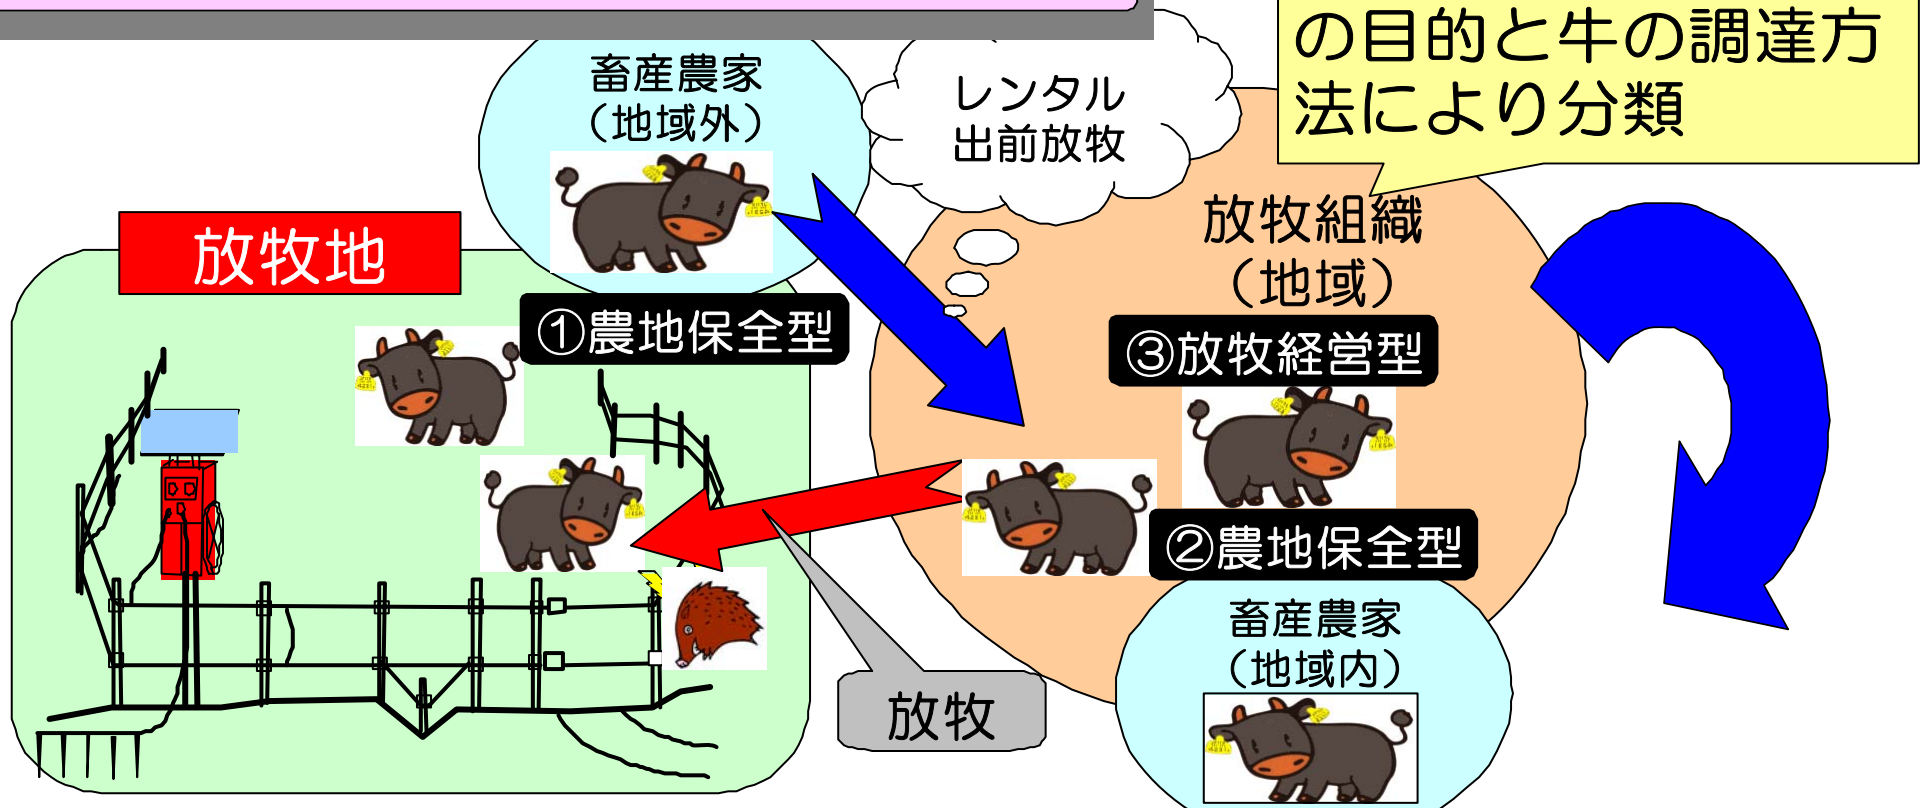 の目的と牛の調達方
法により分類
畜産農家
（地域外）
レンタル
出前放牧
放牧組織
（地域）
放牧地
①農地保全型
③放牧経営型
②農地保全型
畜産農家
（地域内）
放牧